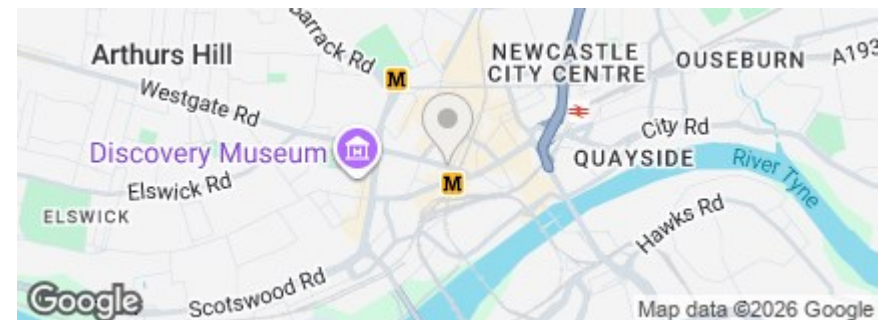 Barrack Rd
Arthurs Hill
NEWCASTLE
CITY CENTRE
OUSEBURN
A193
M
Westgate Rd
City Rd
Discovery Museum
QUAYSIDE
River Tyne
Elswick Rd
M
ELSWICK
Hawks Rd
Scotswood Rd
Google
Map data ©2026 Google